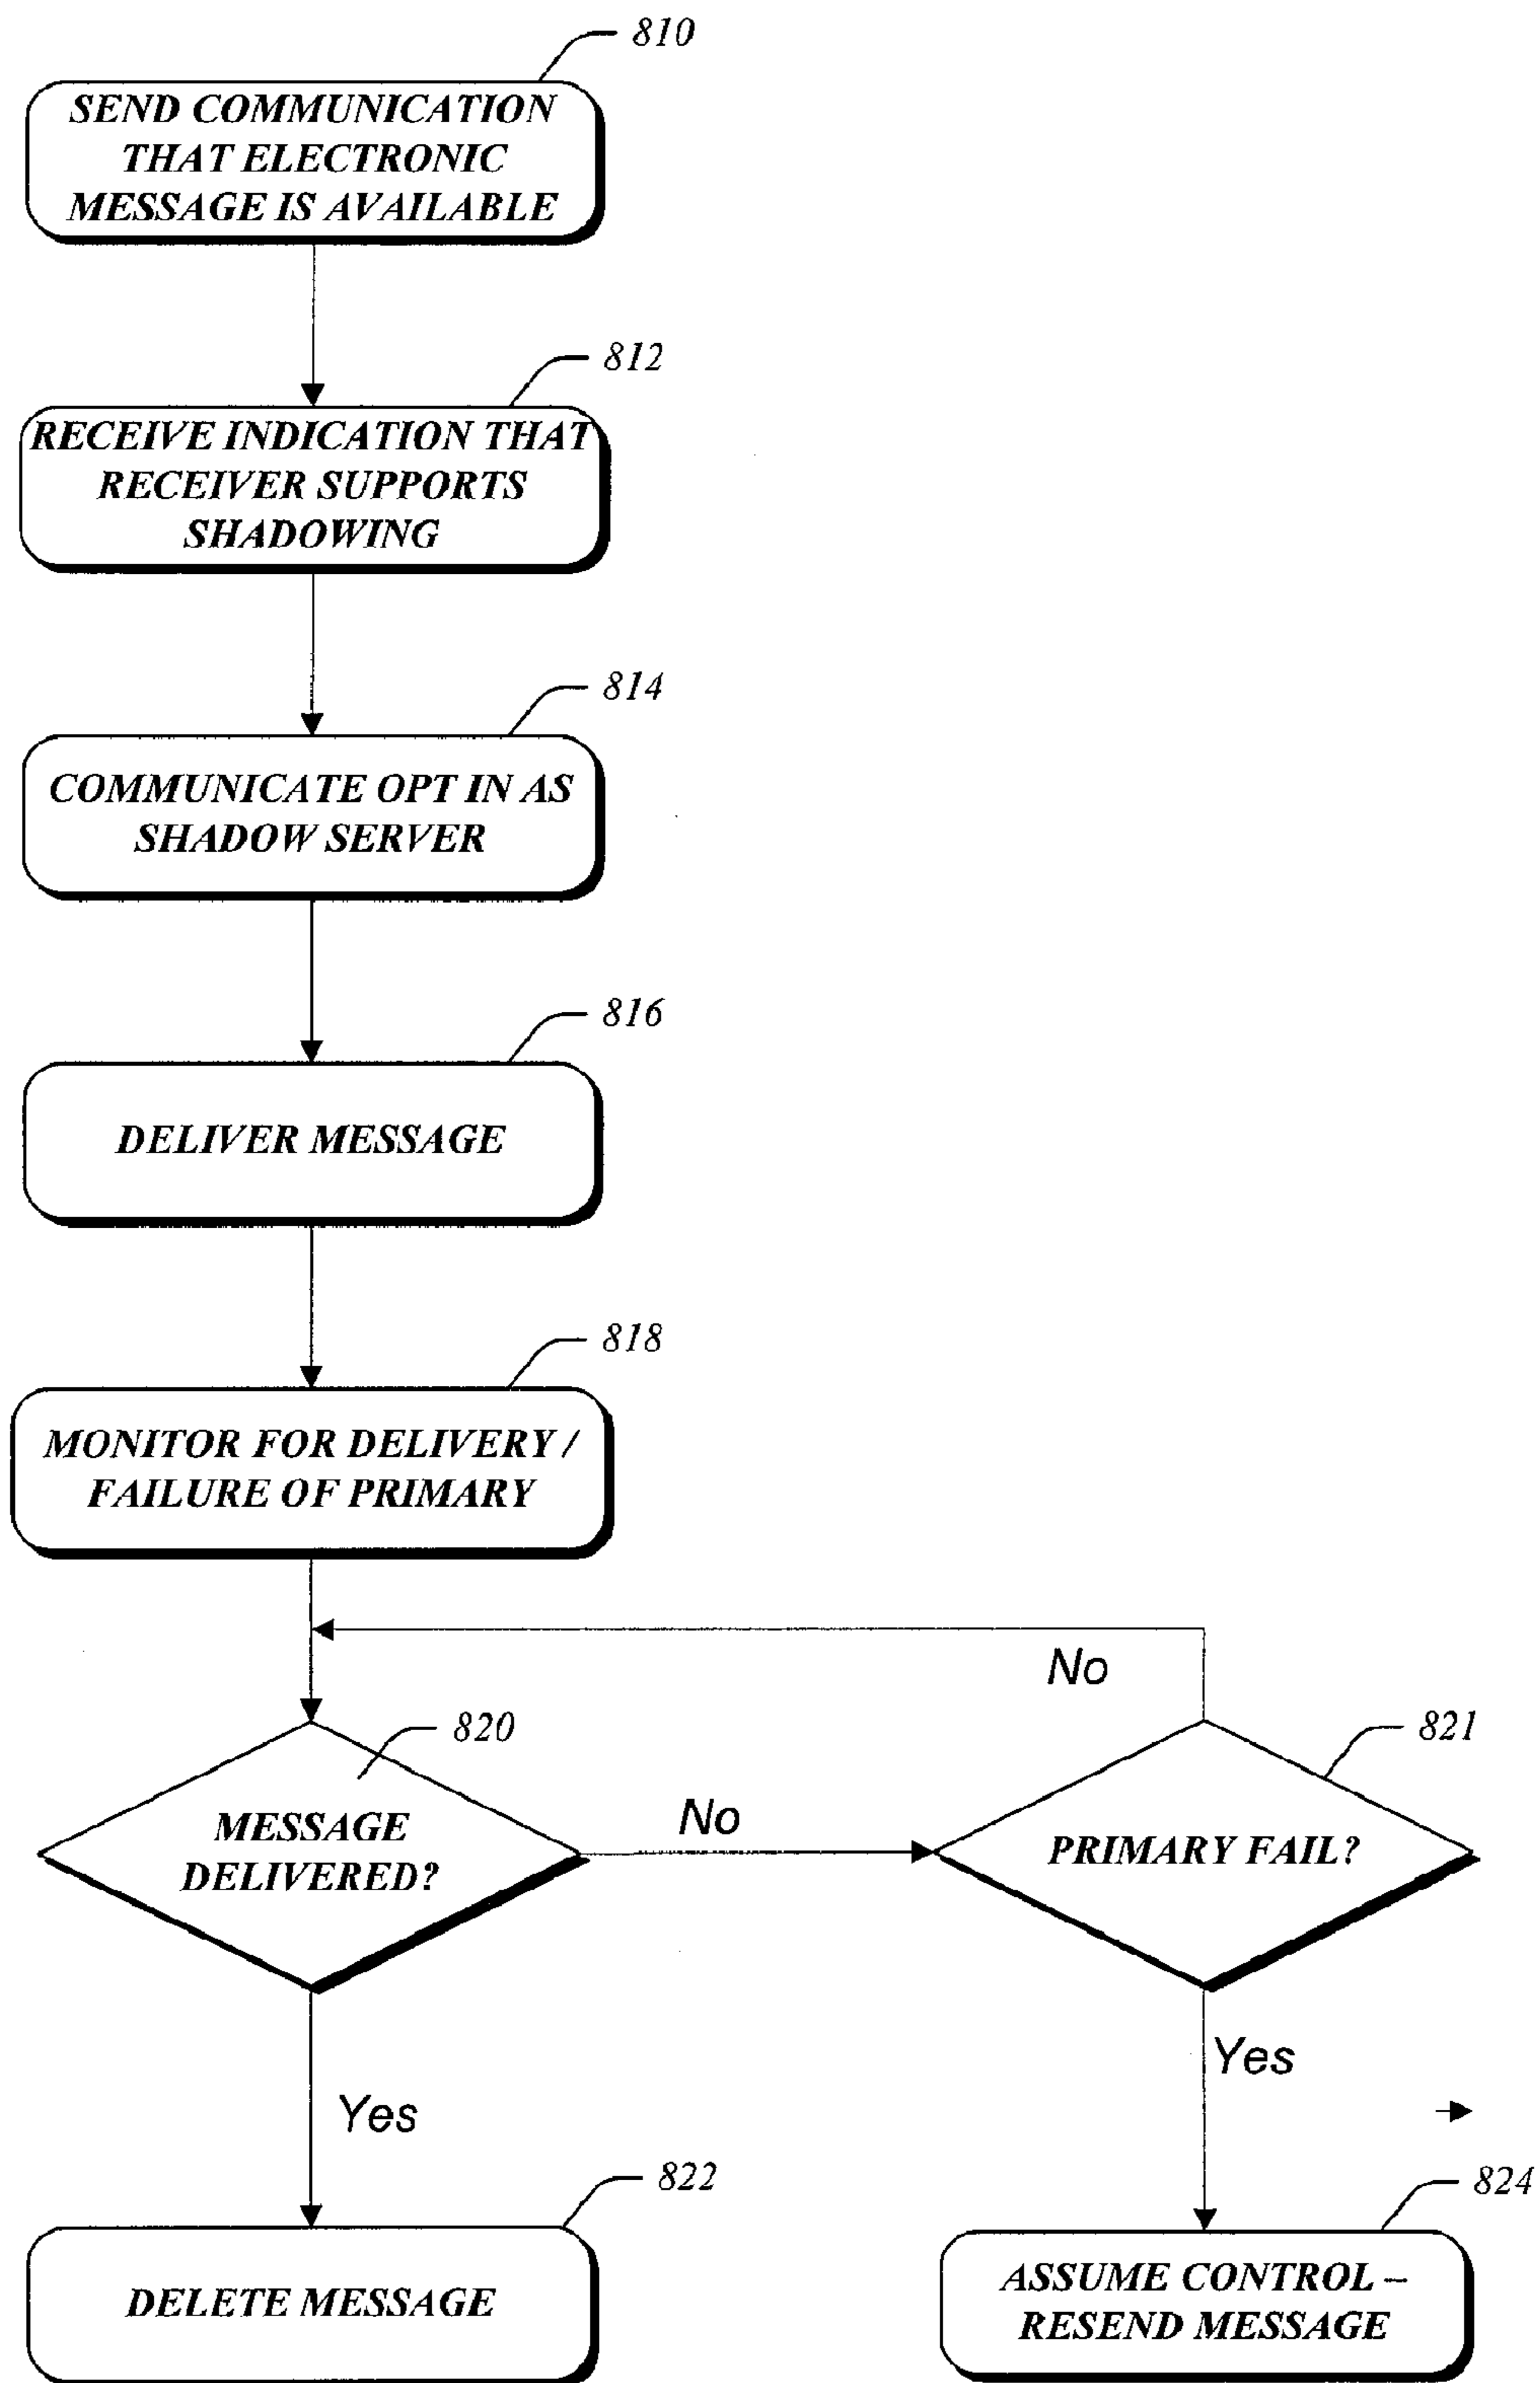 810
SEND COMMUNICATION
THAT ELECTRONIC
MESSAGE IS AVAILABLE
812
RECEIVE INDICATION THAT
RECEIVER SUPPORTS
SHADOWING
814
COMMUNICATE OPT IN AS
SHADOW SERVER
816
DELIVER MESSAGE
818
MONITOR FOR DELIVERY /
FAILURE OF PRIMARY
No
820
MESSAGE
DELIVERED?
No
821
PRIMARY FAIL?
Yes
Yes
822
DELETE MESSAGE
824
ASSUME CONTROL –
RESEND MESSAGE